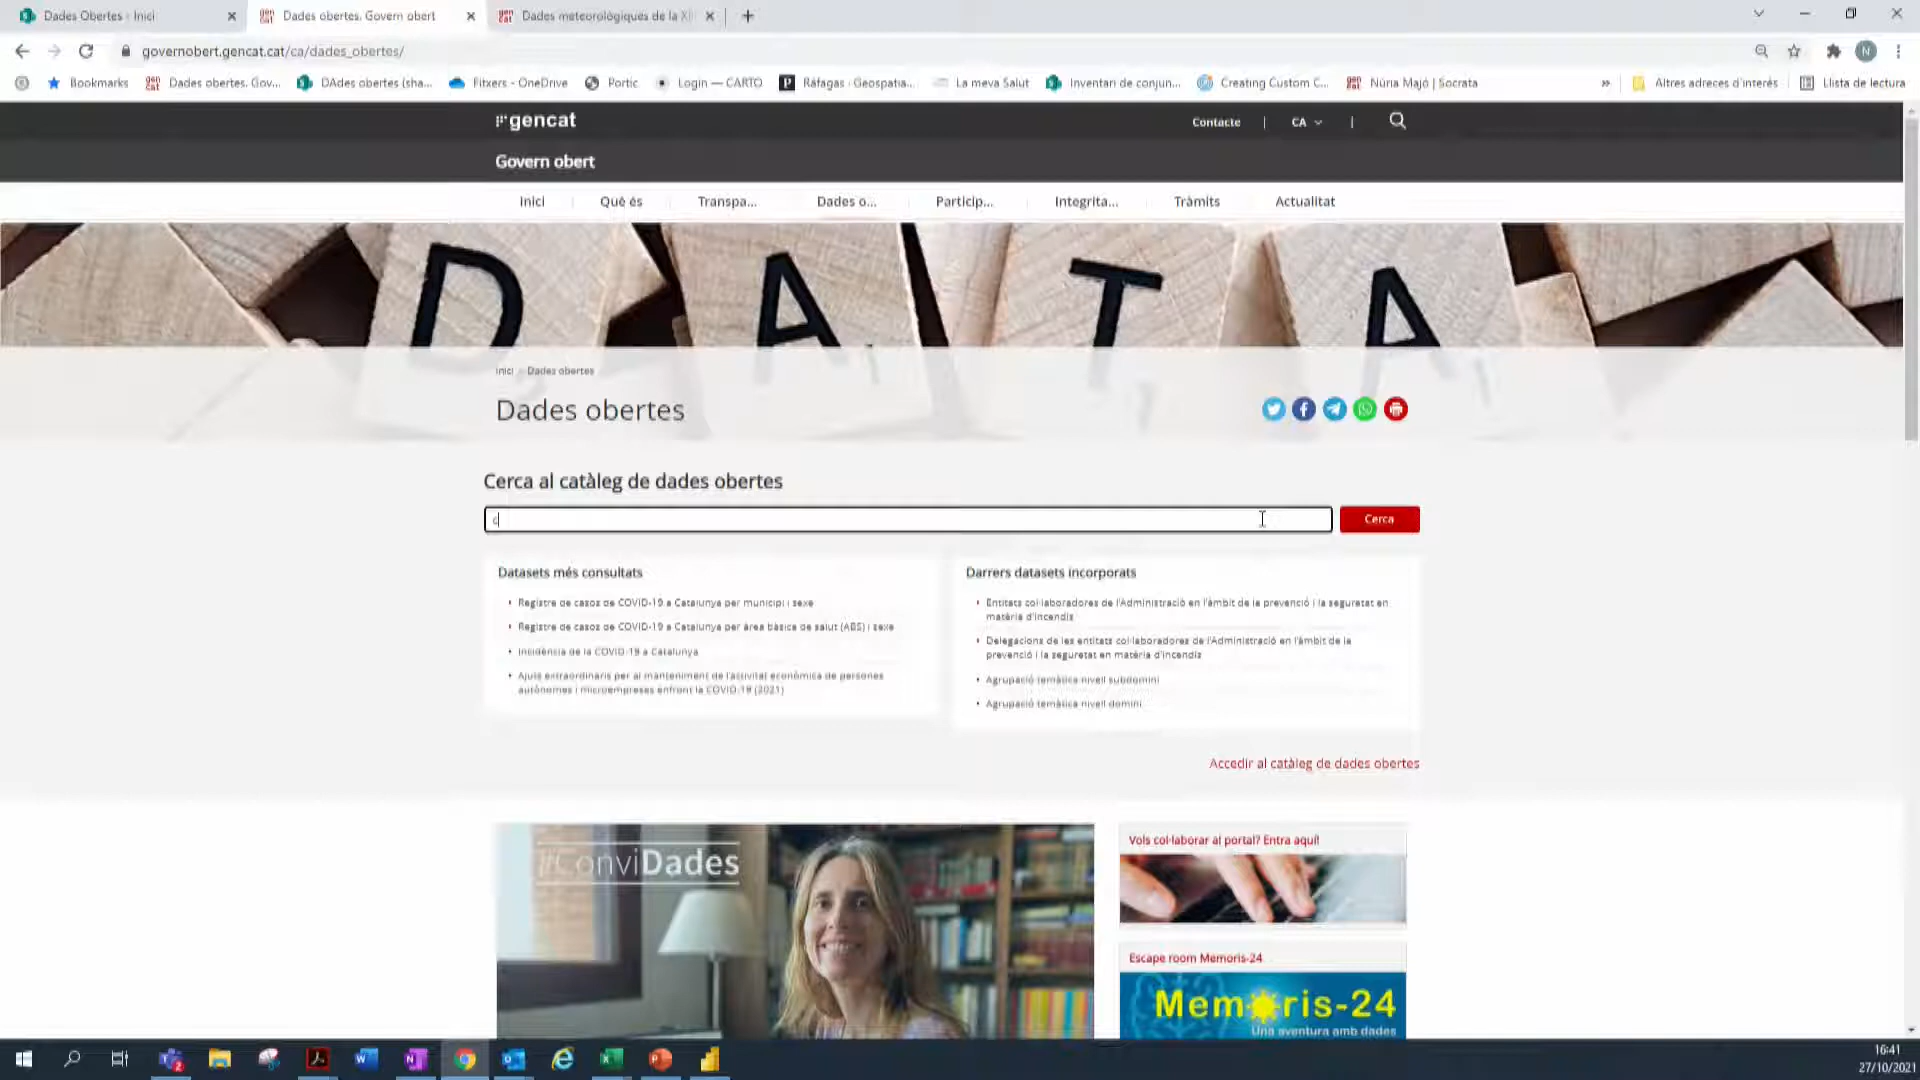 Dades Obertes - Inici
Dades obertes. Govern obert
Dades meteorològiques de la XI
governobert.gencat.cat/ca/dades_obertes/
N
Bookmarks
Dades obertes. Gov...
DAdes obertes (sha...
Fitxers - OneDrive
Portic
Login — CARTO
Ráfagas · Geospatia...
La meva Salut
Inventari de conjun...
Creating Custom C...
Núria Majó | Socrata
»
Altres adreces d'interès
Llista de lectura
gencat
Contacte | CA |
Govern obert
Inici
Què és
Transpa...
Dades o...
Particip...
Integrita...
Tràmits
Actualitat
D A T A
Inici Dades obertes
Dades obertes
Cerca al catàleg de dades obertes
Cerca
Datasets més consultats
Registre de casos de COVID-19 a Catalunya per municipi i sexe
Registre de casos de COVID-19 a Catalunya per àrea bàsica de salut (ABS) i sexe
Incidència de la COVID-19 a Catalunya
Ajuts extraordinaris per al manteniment de l'activitat econòmica de persones
autònomes i microempreses enfront la COVID-19 (2021)
Darrers datasets incorporats
Entitats col·laboradores de l'Administració en l'àmbit de la prevenció i la seguretat en
matèria d'incendis
Delegacions de les entitats col·laboradores de l'Administració en l'àmbit de la
prevenció i la seguretat en matèria d'incendis
Agrupació temàtica nivell subdomini
Agrupació temàtica nivell domini
Accedir al catàleg de dades obertes
#ConviDades
Vols col·laborar al portal? Entra aquí!
Escape room Memoris-24
Memoris-24
Una aventura amb dades
16:41
27/10/2021